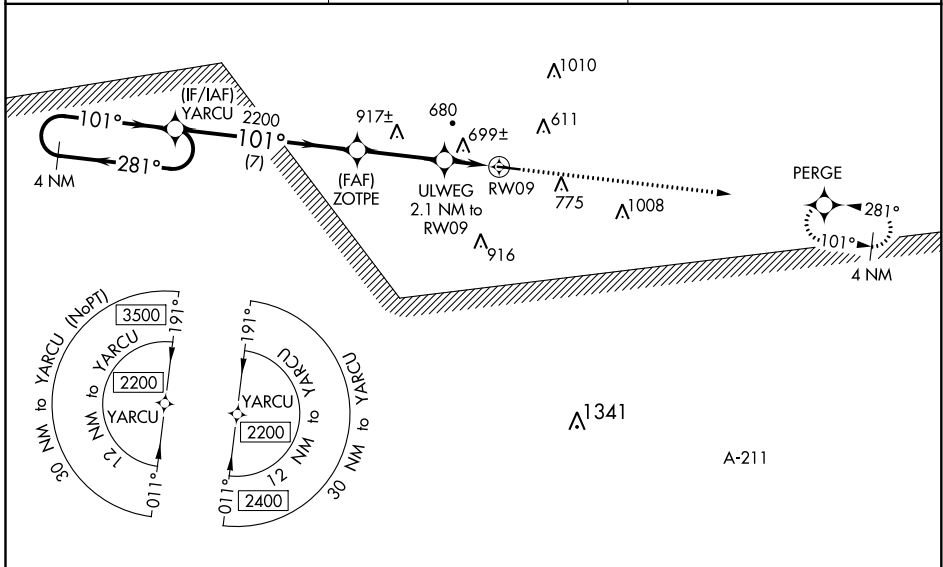 1010
(IF/IAF)
YARCU
2200
101°
101°
(7)
281°
4 NM
917±
680
699±
611
(FAF)
ZOTPE
ULWEG
2.1 NM to
RW09
RW09
775
1008
916
PERGE
281°
101°
4 NM
30 NM to YARCU (NoPT)
3500
191°
12 NM to YARCU
2200
YARCU
011°
191°
30 NM to YARCU
12 NM to YARCU
YARCU
2200
011°
2400
1341
A-211